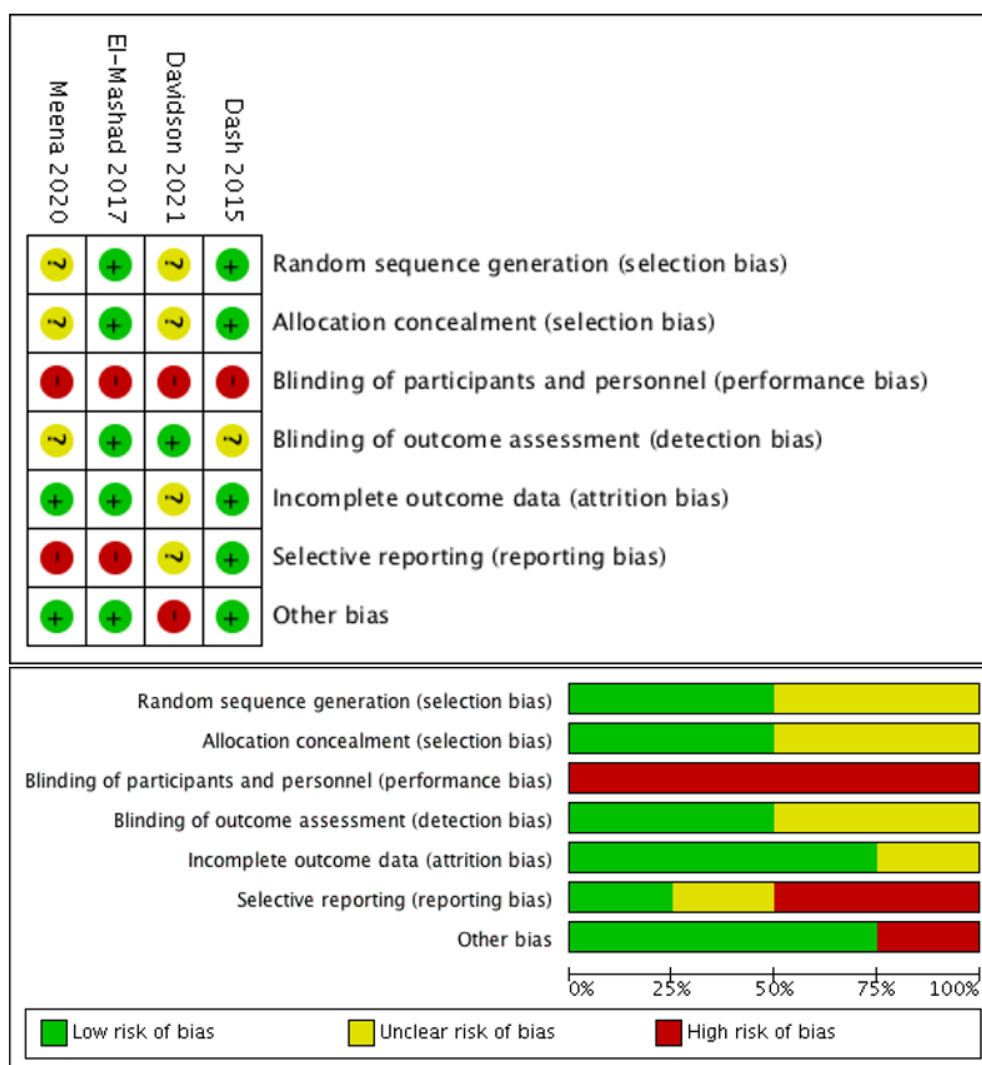 Meena 2020
El-Mashad 2017
Davidson 2021
Dash 2015
? + ? + Random sequence generation (selection bias)
? + ? + Allocation concealment (selection bias)
- - - - Blinding of participants and personnel (performance bias)
? + + ? Blinding of outcome assessment (detection bias)
+ + ? + Incomplete outcome data (attrition bias)
- - ? + Selective reporting (reporting bias)
+ + - + Other bias
Random sequence generation (selection bias)
Allocation concealment (selection bias)
Blinding of participants and personnel (performance bias)
Blinding of outcome assessment (detection bias)
Incomplete outcome data (attrition bias)
Selective reporting (reporting bias)
Other bias
0% 25% 50% 75% 100%
Low risk of bias Unclear risk of bias High risk of bias